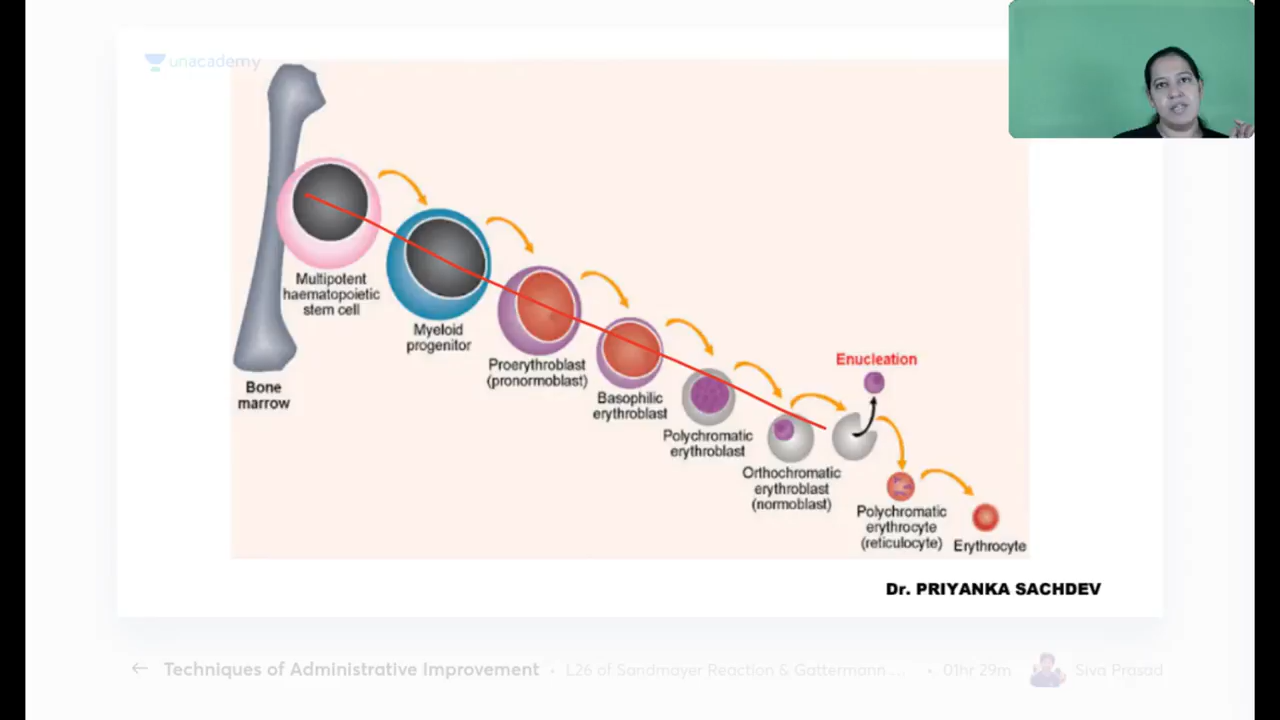 unacademy
Multipotent
haematopoietic
stem cell
Myeloid
progenitor
Proerythroblast
(pronormoblast)
Enucleation
Bone
marrow
Basophilic
erythroblast
Polychromatic
erythroblast
Orthochromatic
erythroblast
(normoblast)
Polychromatic
erythrocyte
(reticulocyte)
Erythrocyte
Dr. PRIYANKA SACHDEV
← Techniques of Administrative Improvement • L26 of Sandmayer Reaction & Gattermann ... • 01hr 29m Siva Prasad